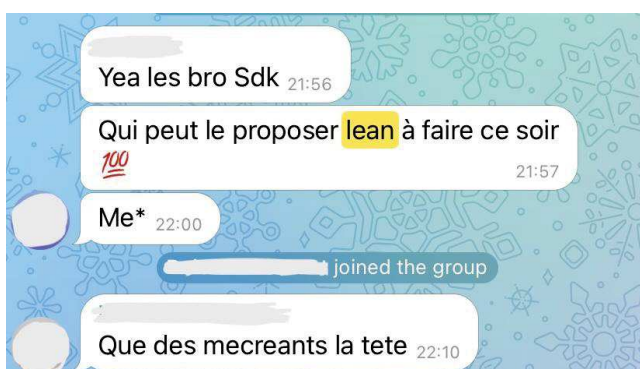 Yea les bro Sdk 21:56
Qui peut le proposer lean à faire ce soir
💯 21:57
Me* 22:00
joined the group
Que des mecreants la tete 22:10